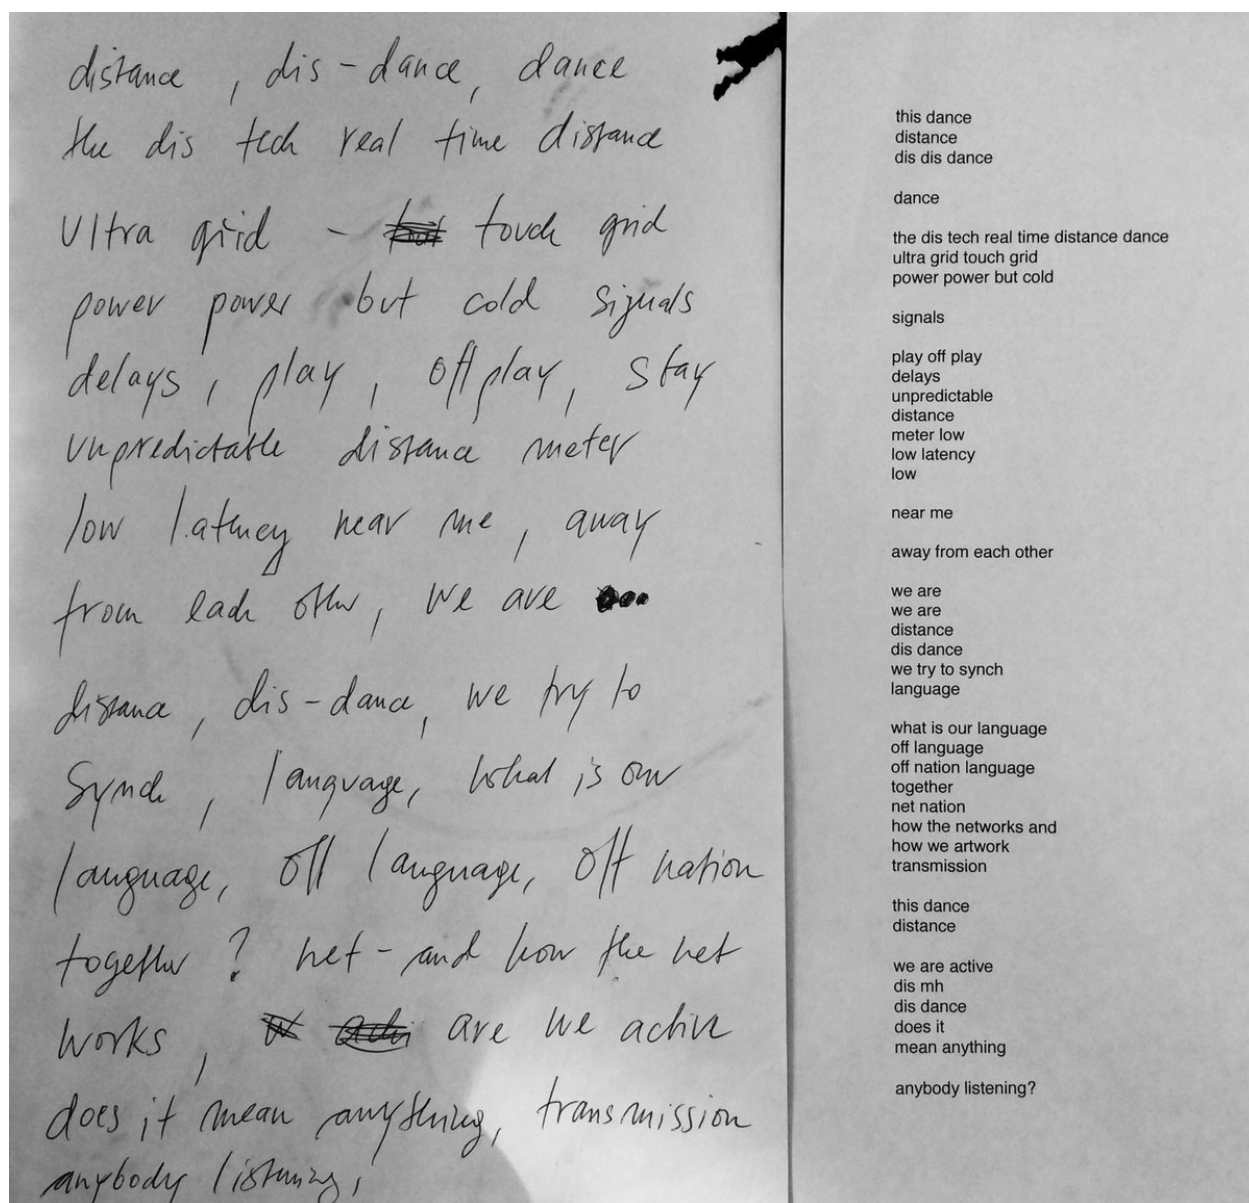 distance, dis-dance, dance
the dis tech real time distance
Ultra grid - touch grid
power power but cold signals
delays, play, off play, stay
unpredictable distance meter
low latency near me, away
from each other, we are ...
distance, dis-dance, we try to
Synch, language, what is our
language, off language, off nation
together? net-and how the net
works, are we active
does it mean anything, transmission
anybody listening,
this dance
distance
dis dis dance
dance
the dis tech real time distance dance
ultra grid touch grid
power power but cold
signals
play off play
delays
unpredictable
distance
meter low
low latency
low
near me
away from each other
we are
we are
distance
dis dance
we try to synch
language
what is our language
off language
off nation language
together
net nation
how the networks and
how we artwork
transmission
this dance
distance
we are active
dis mh
dis dance
does it
mean anything
anybody listening?